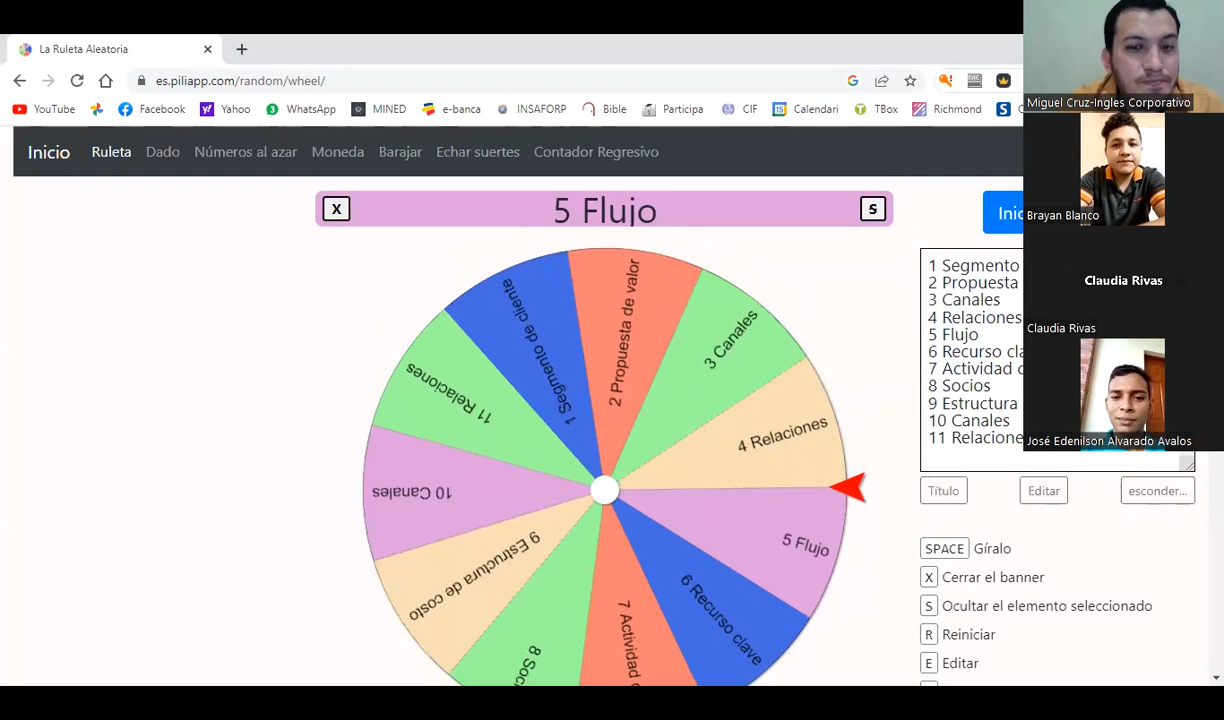 La Ruleta Aleatoria
es.piliapp.com/random/wheel/
YouTube Facebook Yahoo WhatsApp MINED e-banca INSAFORP Bible Participa CIF Calendari TBox Richmond
Inicio Ruleta Dado Números al azar Moneda Barajar Echar suertes Contador Regresivo
X 5 Flujo S
1 Segmento de cliente
2 Propuesta de valor
3 Canales
4 Relaciones
5 Flujo
6 Recurso clave
7 Actividad
9 Estructura de costo
10 Canales
11 Relaciones
1 Segmento
2 Propuesta
3 Canales
4 Relaciones
5 Flujo
6 Recurso
7 Actividad
8 Socios
9 Estructura
10 Canales
11 Relacione
Título Editar esconder...
SPACE Gíralo
X Cerrar el banner
S Ocultar el elemento seleccionado
R Reiniciar
E Editar
Miguel Cruz-Ingles Corporativo
Brayan Blanco
Claudia Rivas
Claudia Rivas
José Edenilson Alvarado Avalos